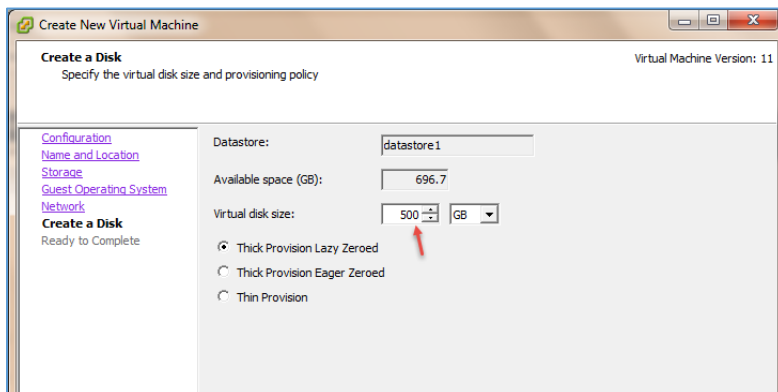 Create New Virtual Machine
Create a Disk
Specify the virtual disk size and provisioning policy
Virtual Machine Version: 11
Configuration
Name and Location
Storage
Guest Operating System
Network
Create a Disk
Ready to Complete
Datastore:
datastore1
Available space (GB):
696.7
Virtual disk size:
500
GB
Thick Provision Lazy Zeroed
Thick Provision Eager Zeroed
Thin Provision